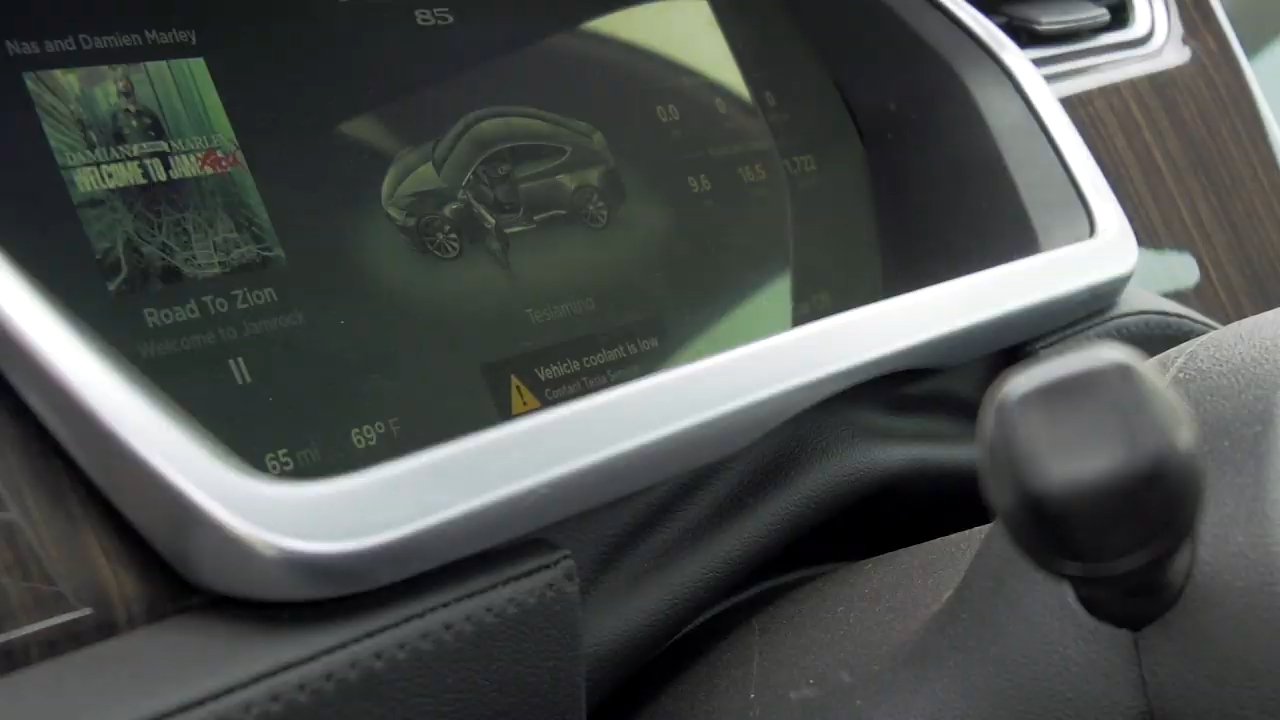 85
Nas and Damien Marley
DAMIAN MARLEY
WELCOME TO JAMROCK
Road To Zion
Welcome to Jamrock
0.0 0 0
9.6 16.5 1,722
Teslamino
Vehicle coolant is low
Contact Tesla Service
65 mi 69° F